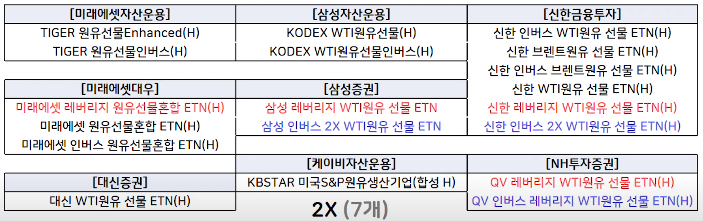 [미래에셋자산운용]
TIGER 원유선물Enhanced(H)
TIGER 원유선물인버스(H)
[삼성자산운용]
KODEX WTI원유선물(H)
KODEX WTI원유선물인버스(H)
[신한금융투자]
신한 인버스 WTI원유 선물 ETN(H)
신한 브렌트원유 선물 ETN(H)
신한 인버스 브렌트원유 선물 ETN(H)
신한 WTI원유 선물 ETN(H)
신한 레버리지 WTI원유 선물 ETN(H)
신한 인버스 2X WTI원유 선물 ETN(H)
[미래에셋대우]
미래에셋 레버리지 원유선물혼합 ETN(H)
미래에셋 원유선물혼합 ETN(H)
미래에셋 인버스 원유선물혼합 ETN(H)
[삼성증권]
삼성 레버리지 WTI원유 선물 ETN
삼성 인버스 2X WTI원유 선물 ETN
[대신증권]
대신 WTI원유 선물 ETN(H)
[케이비자산운용]
KBSTAR 미국S&P원유생산기업(합성 H)
[NH투자증권]
QV 레버리지 WTI원유 선물 ETN(H)
QV 인버스 레버리지 WTI원유 선물 ETN(H)
2X (7개)